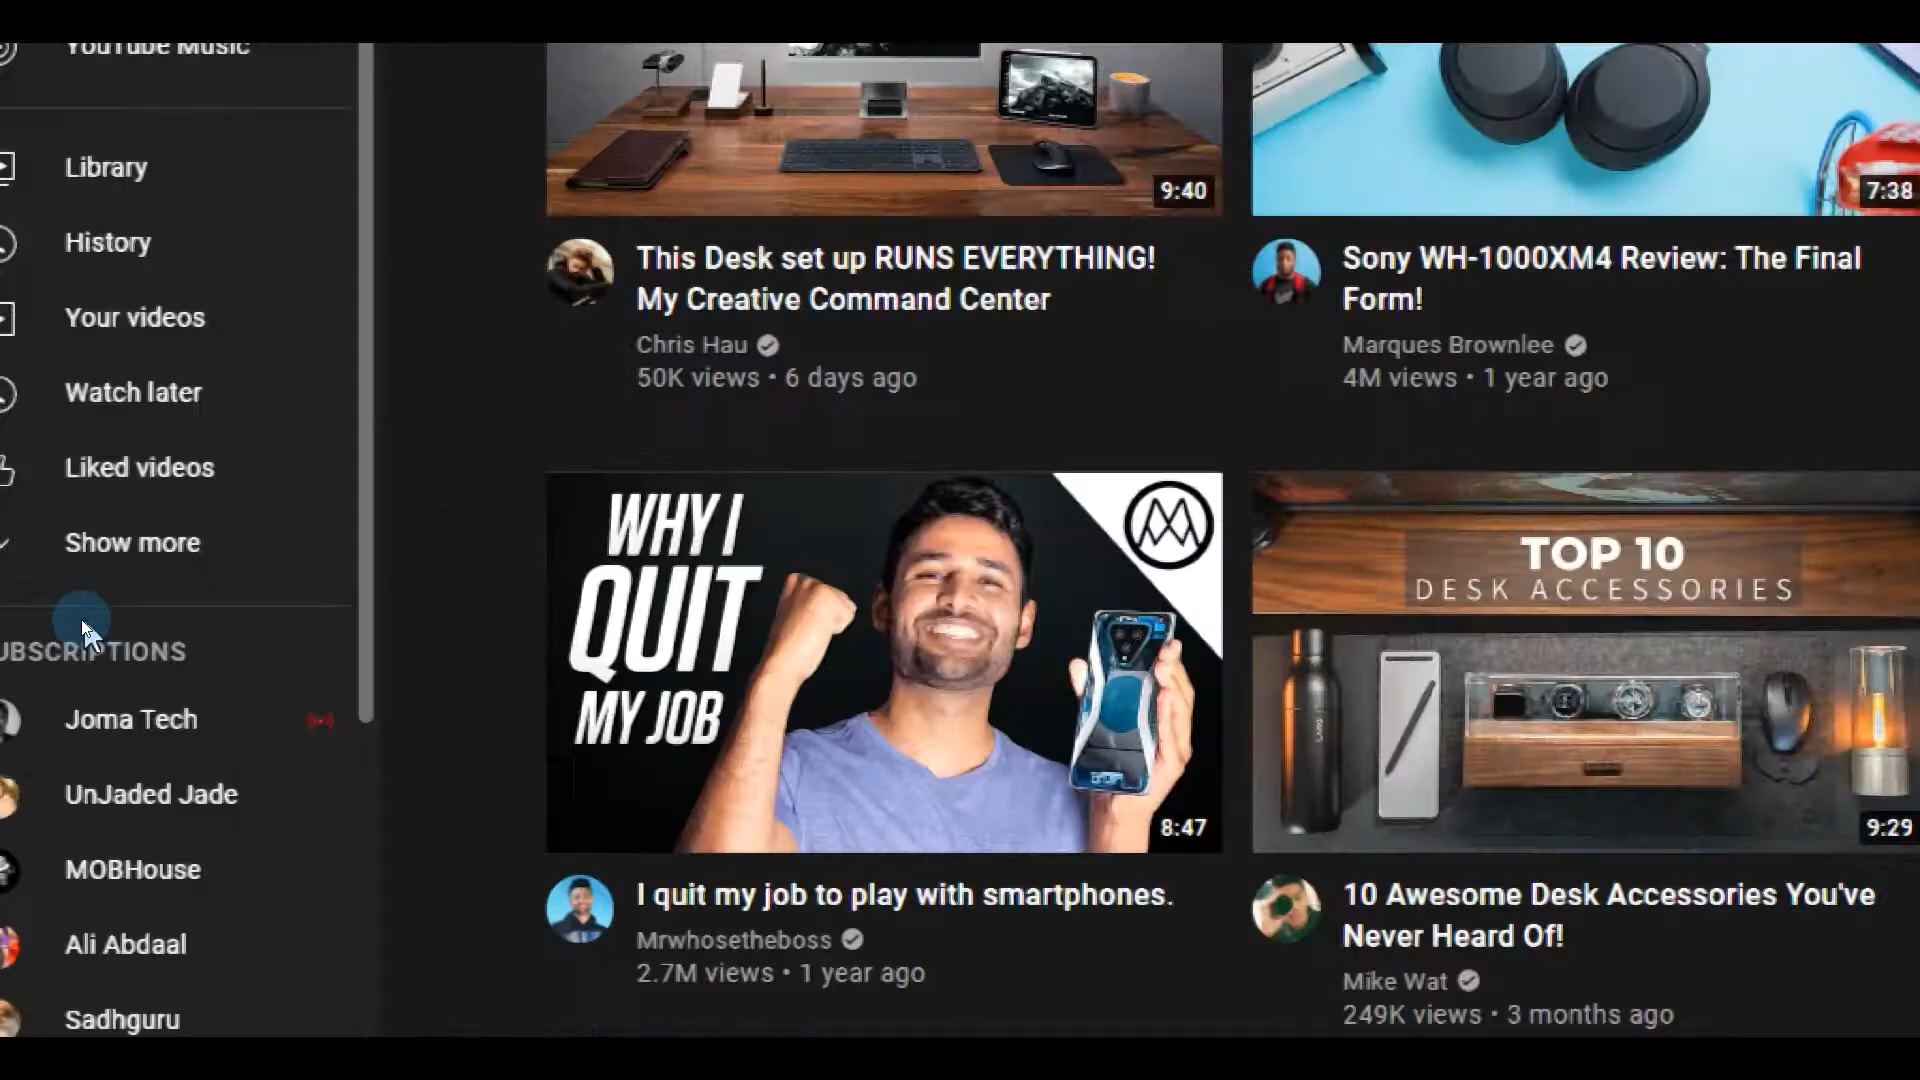 YouTube Music
Library
History
Your videos
Watch later
Liked videos
Show more
UBSCRIPTIONS
Joma Tech
UnJaded Jade
MOBHouse
Ali Abdaal
Sadhguru
9:40
This Desk set up RUNS EVERYTHING!
My Creative Command Center
Chris Hau
50K views • 6 days ago
7:38
Sony WH-1000XM4 Review: The Final
Form!
Marques Brownlee
4M views • 1 year ago
WHY I
QUIT
MY JOB
8:47
I quit my job to play with smartphones.
Mrwhosetheboss
2.7M views • 1 year ago
TOP 10
DESK ACCESSORIES
9:29
10 Awesome Desk Accessories You've
Never Heard Of!
Mike Wat
249K views • 3 months ago